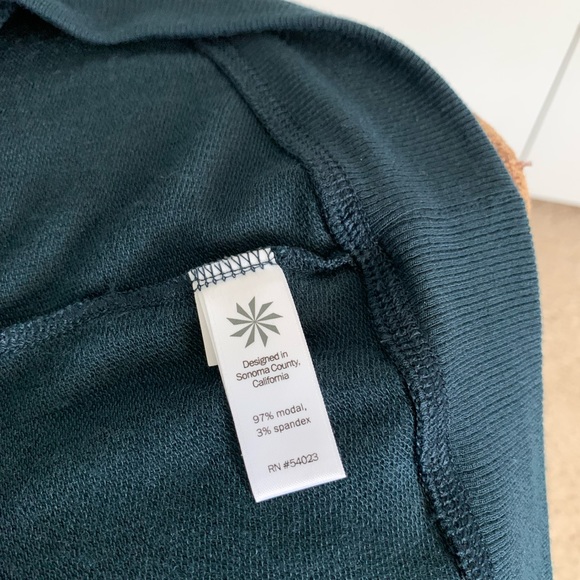 Designed in
Sonoma County,
California
97% modal,
3% spandex
RN #54023